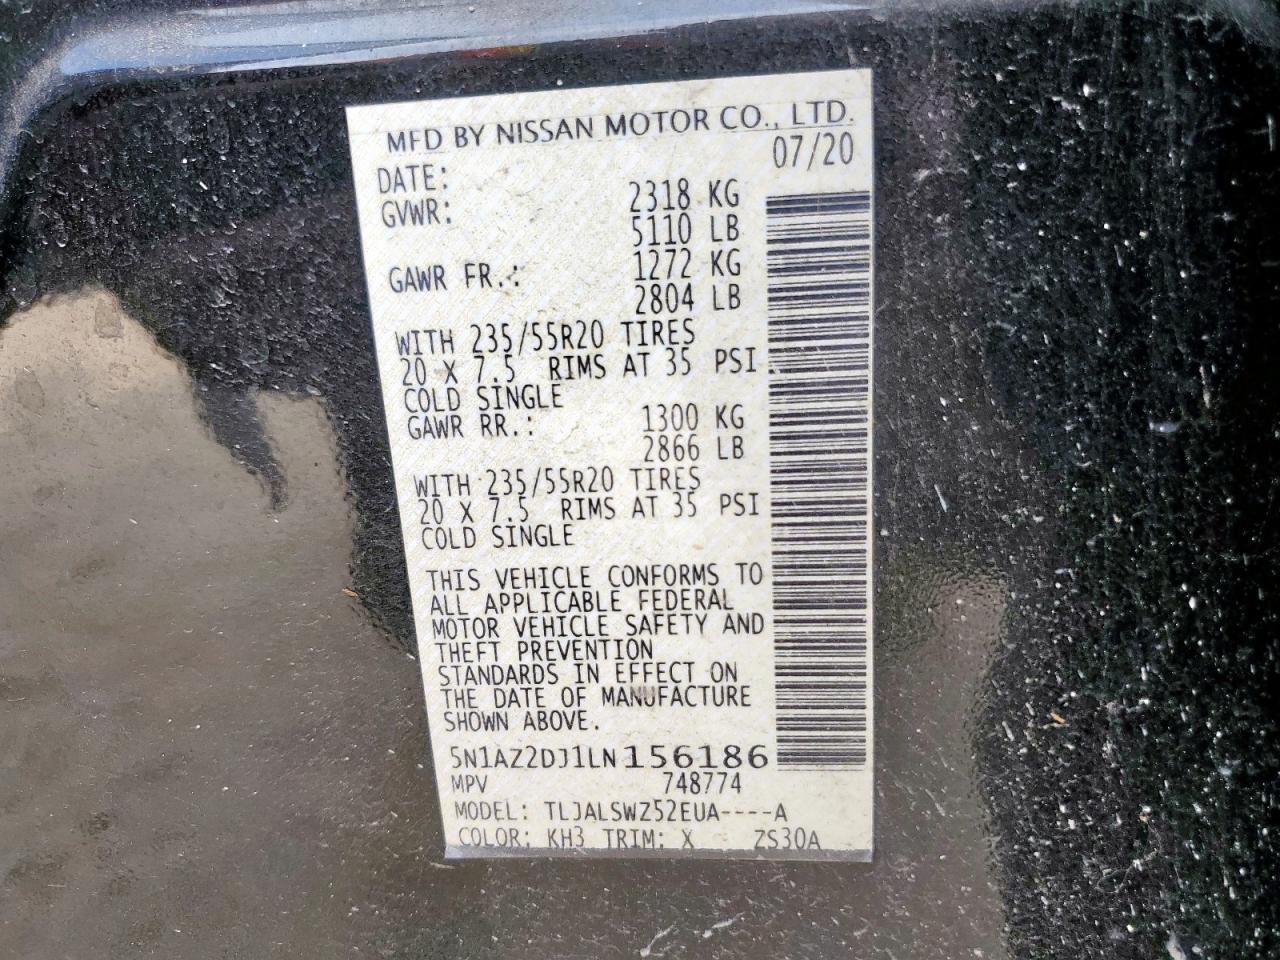 MFD BY NISSAN MOTOR CO., LTD.
DATE: 07/20
GVWR: 2318 KG
5110 LB
GAWR FR.: 1272 KG
2804 LB
WITH 235/55R20 TIRES
20 X 7.5 RIMS AT 35 PSI
COLD SINGLE
GAWR RR.: 1300 KG
2866 LB
WITH 235/55R20 TIRES
20 X 7.5 RIMS AT 35 PSI
COLD SINGLE
THIS VEHICLE CONFORMS TO
ALL APPLICABLE FEDERAL
MOTOR VEHICLE SAFETY AND
THEFT PREVENTION
STANDARDS IN EFFECT ON
THE DATE OF MANUFACTURE
SHOWN ABOVE.
5N1AZ2DJ1LN156186
MPV 748774
MODEL: TLJALSWZ52EUA----A
COLOR: KH3 TRIM: X ZS30A